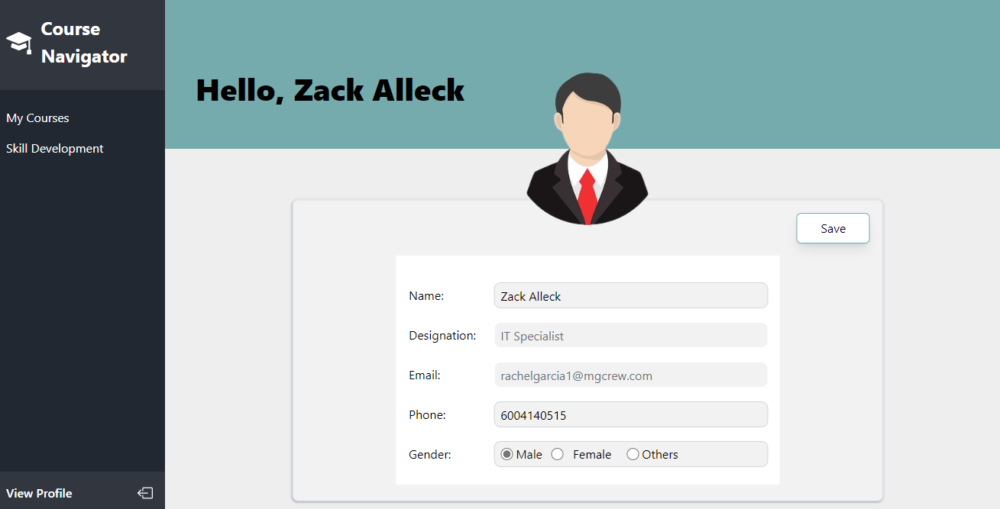 Course
Navigator
My Courses
Skill Development
View Profile
Hello, Zack Alleck
Save
Name: Zack Alleck
Designation: IT Specialist
Email: rachelgarcia1@mgcrew.com
Phone: 6004140515
Gender: Male Female Others